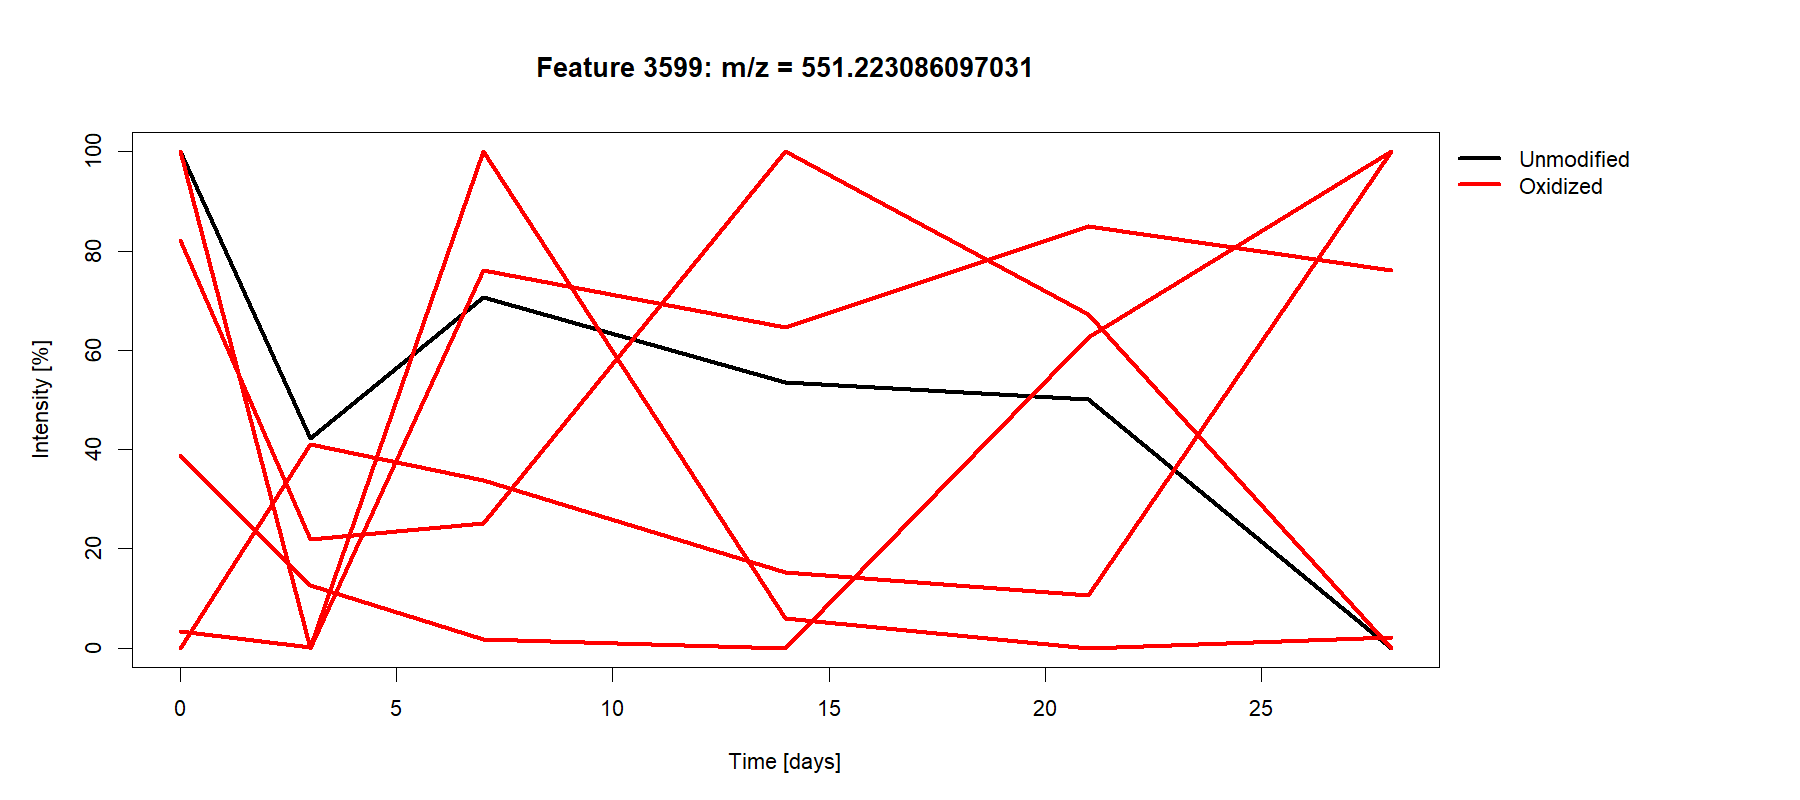 Feature 3599: m/z = 551.223086097031
Unmodified
Oxidized
Intensity [%]
100
80
60
40
20
0
0 5 10 15 20 25
Time [days]